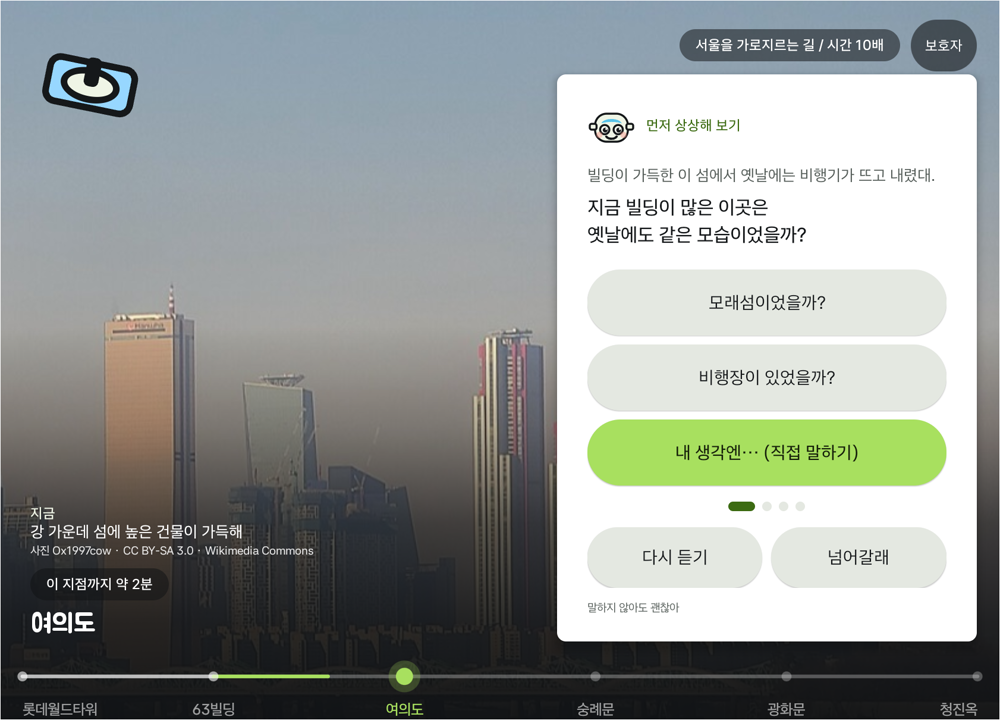 서울을 가로지르는 길 / 시간 10배
보호자
먼저 상상해 보기
빌딩이 가득한 이 섬에서 옛날에는 비행기가 뜨고 내렸대.
지금 빌딩이 많은 이곳은
옛날에도 같은 모습이었을까?
모래섬이었을까?
비행장이 있었을까?
내 생각엔… (직접 말하기)
다시 듣기
넘어갈래
말하지 않아도 괜찮아
지금
강 가운데 섬에 높은 건물이 가득해
사진 Ox1997cow · CC BY-SA 3.0 · Wikimedia Commons
이 지점까지 약 2분
여의도
롯데월드타워
63빌딩
여의도
숭례문
광화문
청진옥